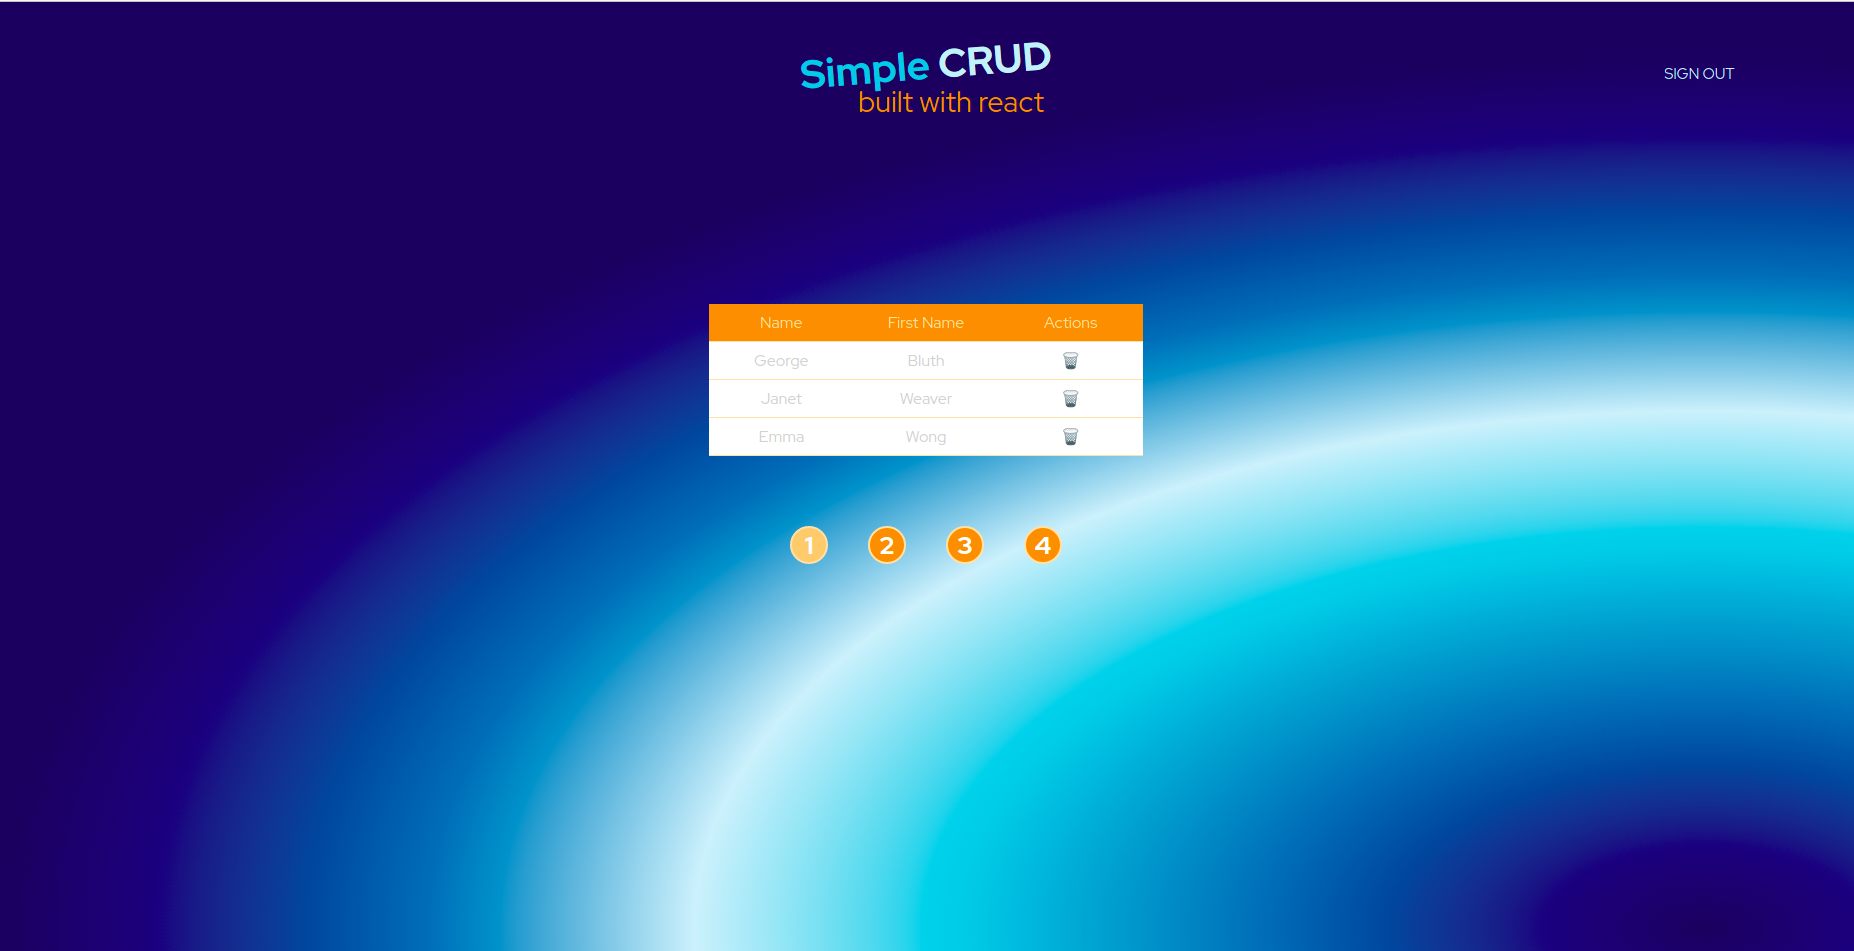 Simple CRUD
built with react
SIGN OUT
Name First Name Actions
George Bluth
Janet Weaver
Emma Wong
1 2 3 4